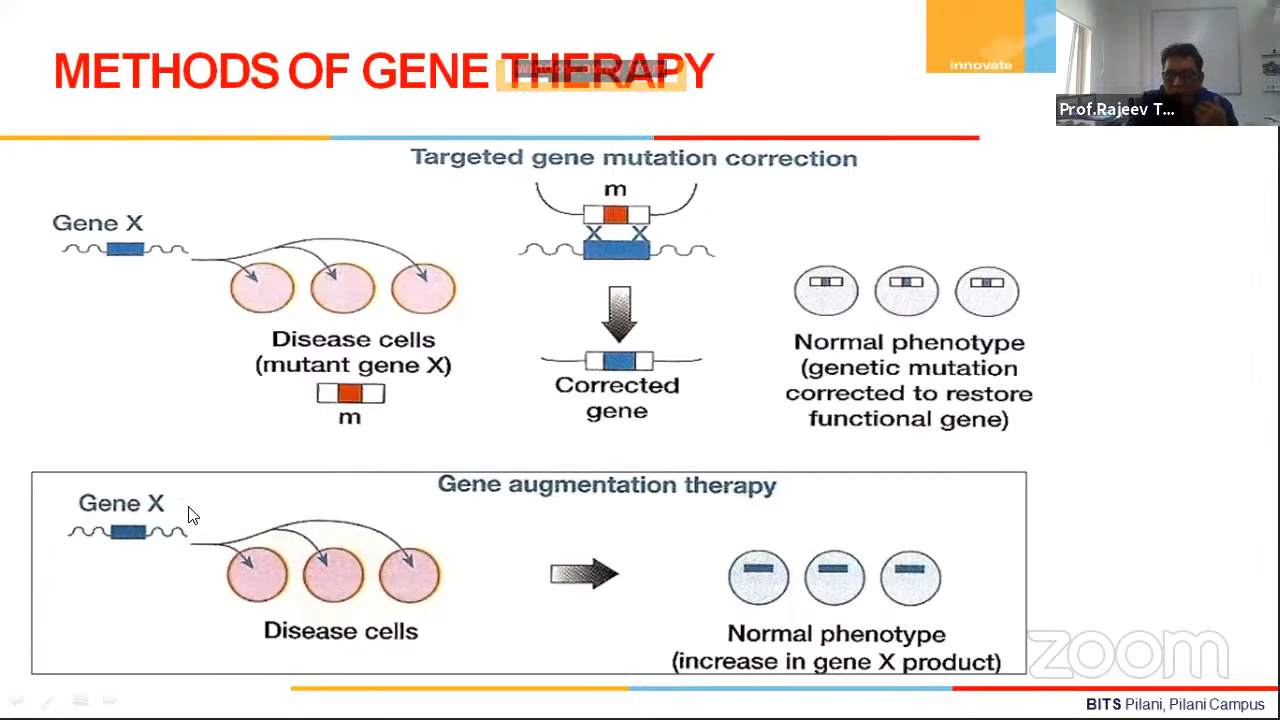 METHODS OF GENE THERAPY
innovate
Prof.Rajeev T...
Targeted gene mutation correction
m
Gene X
X X
Disease cells
(mutant gene X)
m
Corrected
gene
Normal phenotype
(genetic mutation
corrected to restore
functional gene)
Gene augmentation therapy
Gene X
Disease cells
Normal phenotype
(increase in gene X product)
zoom
BITS Pilani, Pilani Campus